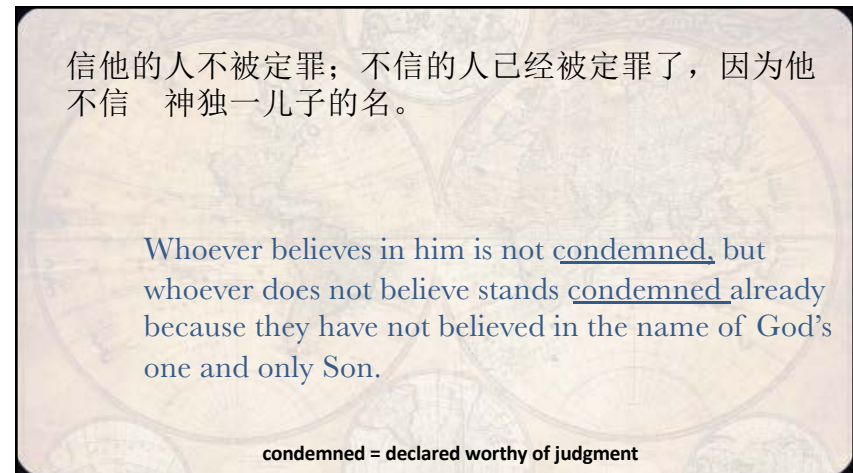 信他的人不被定罪；不信的人已经被定罪了，因为他
不信　神独一儿子的名。
Whoever believes in him is not condemned, but
whoever does not believe stands condemned already
because they have not believed in the name of God’s
one and only Son.
condemned = declared worthy of judgment